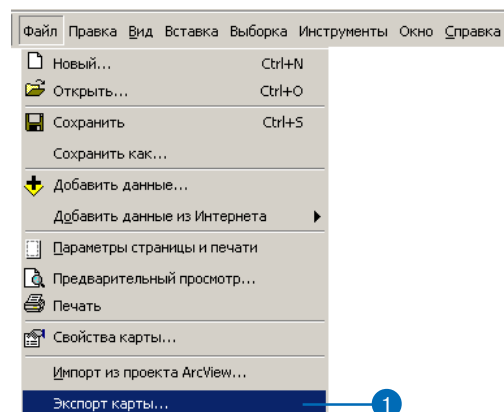 Файл Правка Вид Вставка Выборка Инструменты Окно Справка
Новый... Ctrl+N
Открыть... Ctrl+O
Сохранить Ctrl+S
Сохранить как...
Добавить данные...
Добавить данные из Интернета
Параметры страницы и печати
Предварительный просмотр...
Печать
Свойства карты...
Импорт из проекта ArcView...
Экспорт карты... 1